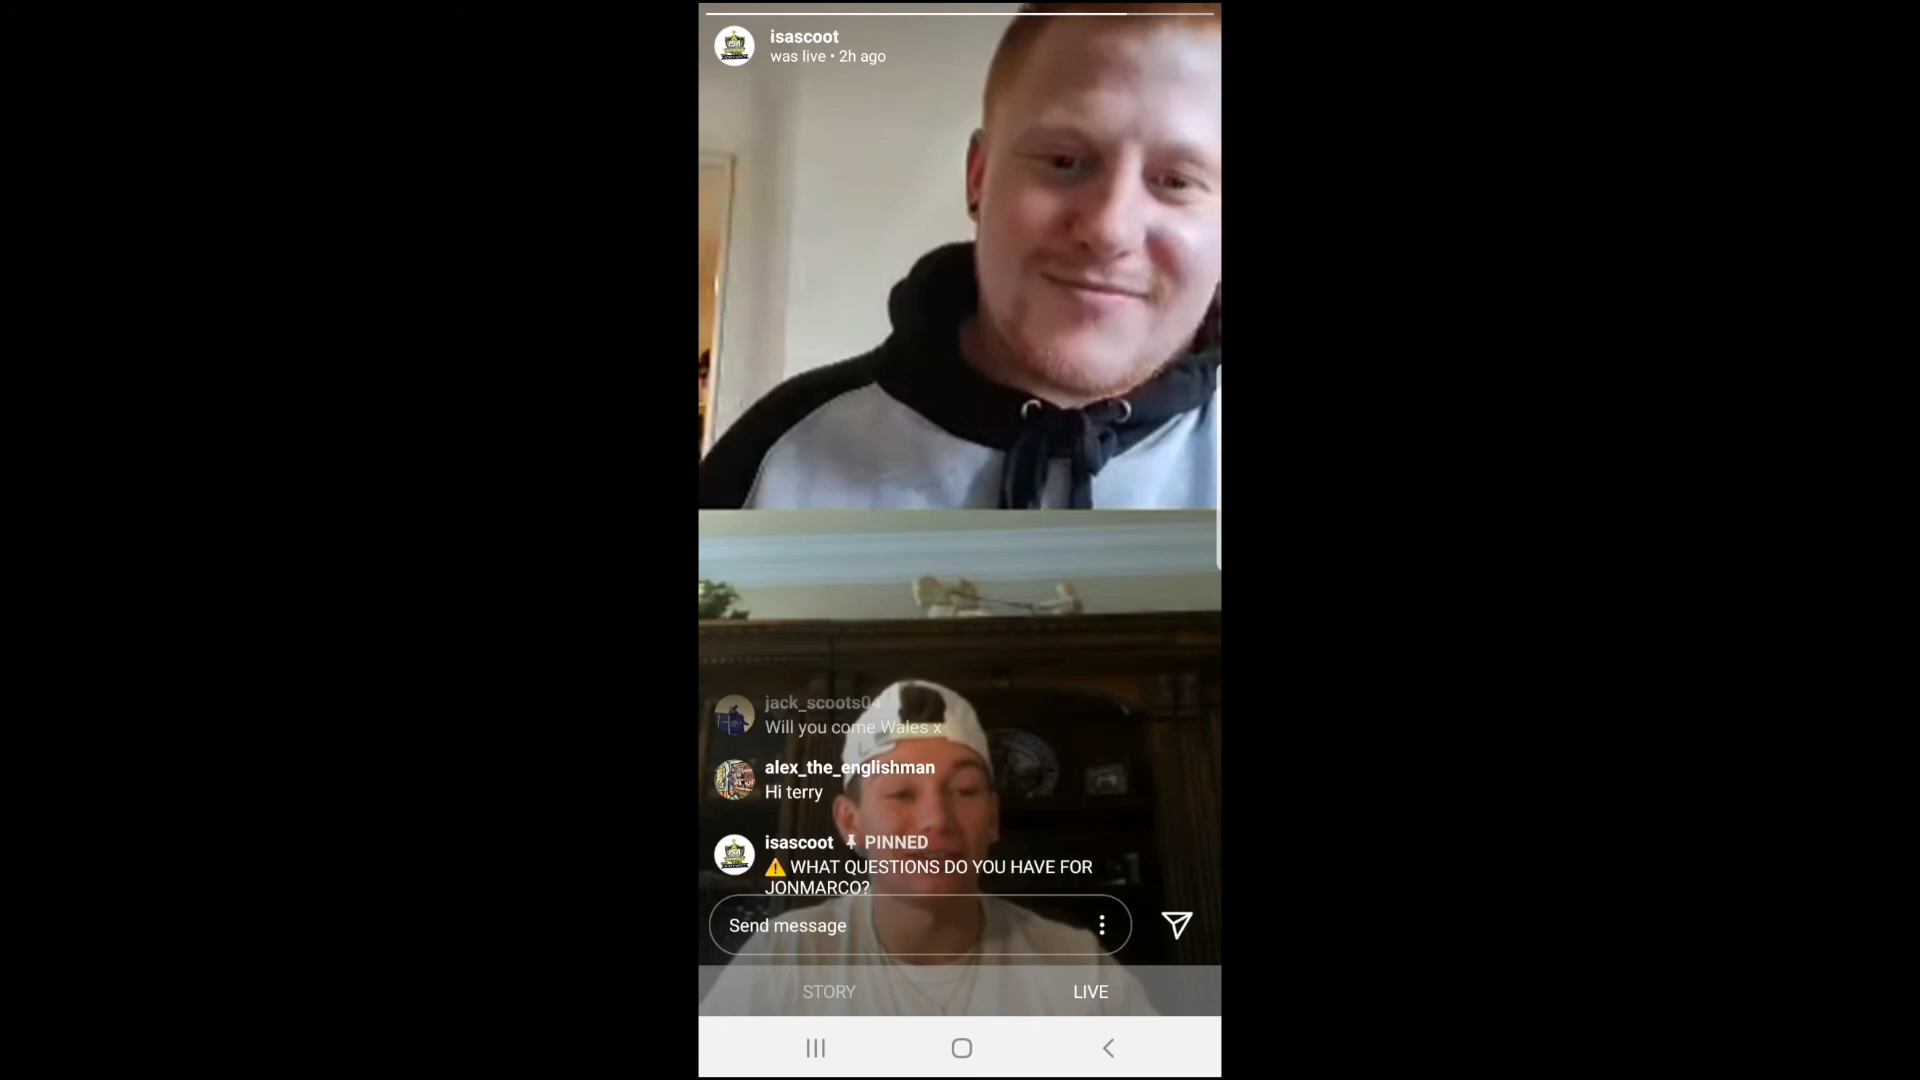 isascoot
was live • 2h ago
jack_scoots04
Will you come Wales x
alex_the_englishman
Hi terry
isascoot PINNED
⚠️ WHAT QUESTIONS DO YOU HAVE FOR
JONMARCO?
Send message
STORY LIVE